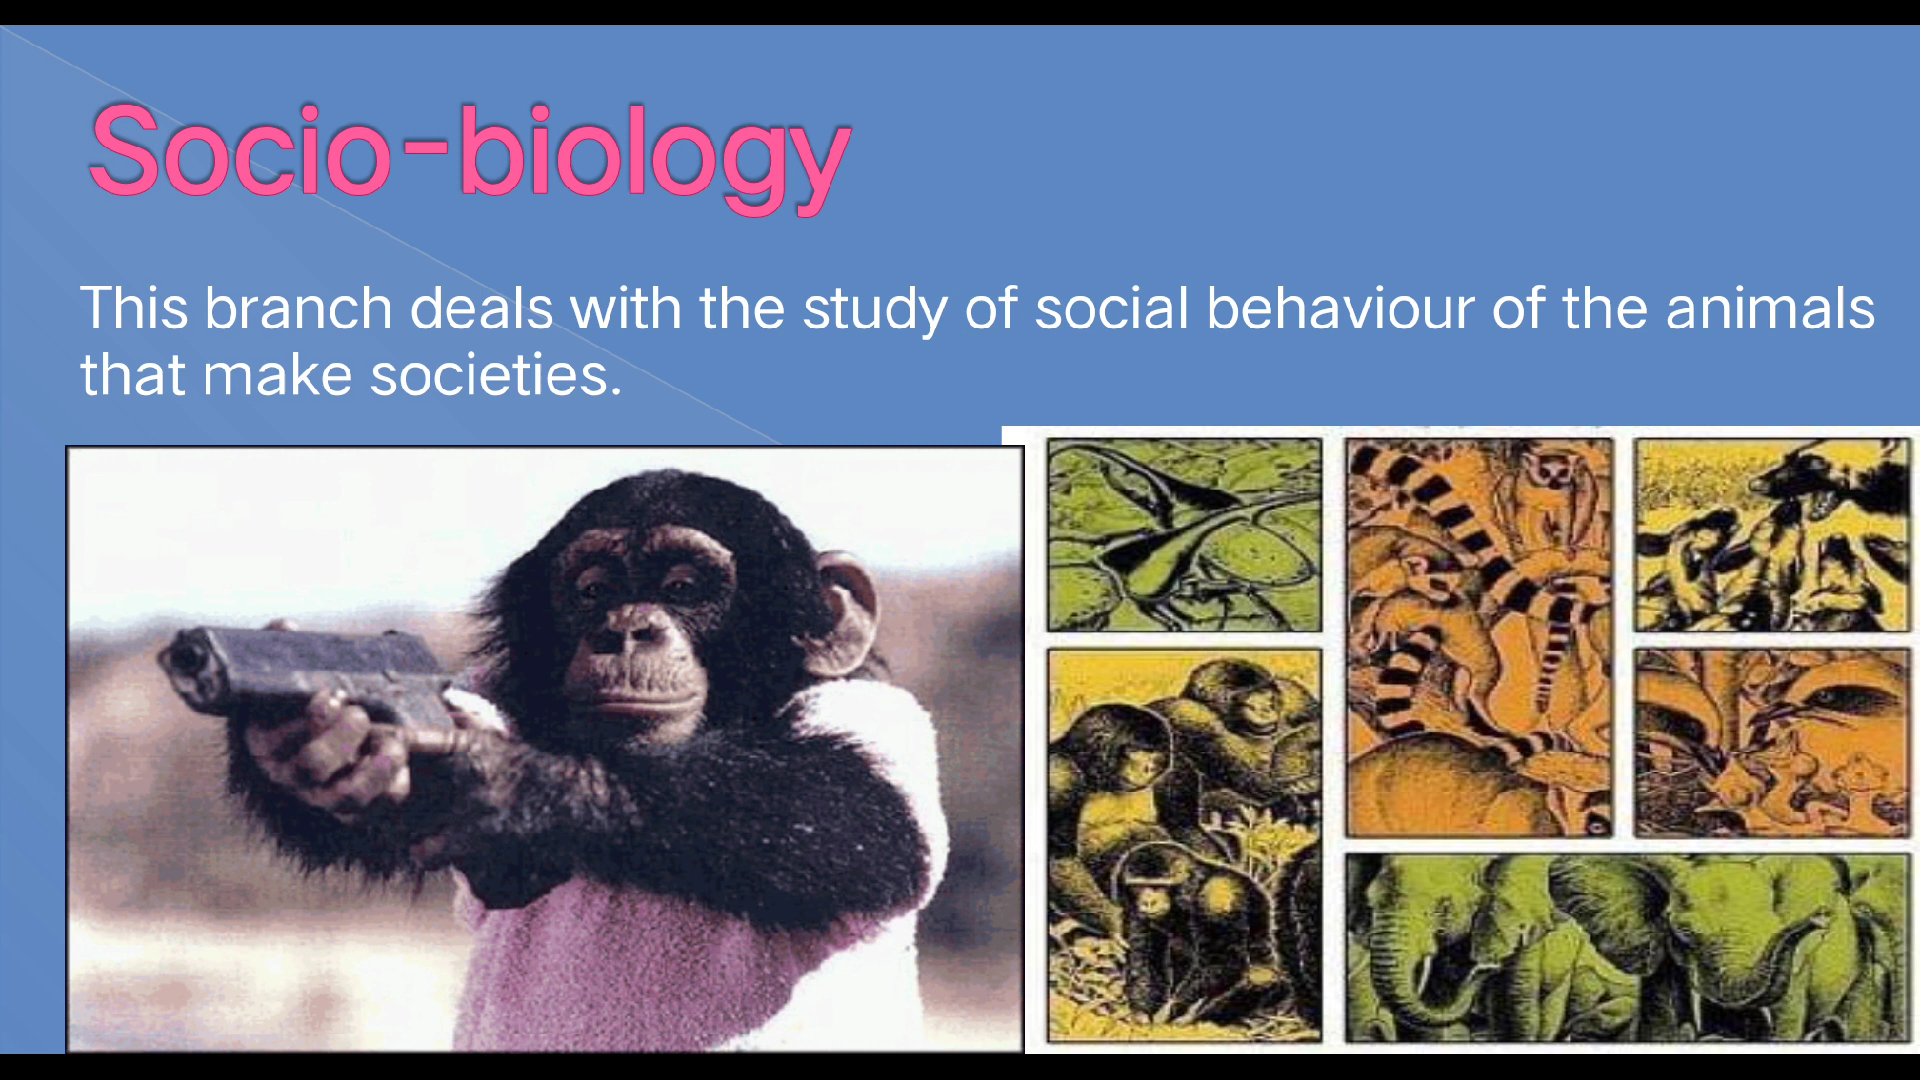 Socio-biology
This branch deals with the study of social behaviour of the animals
that make societies.